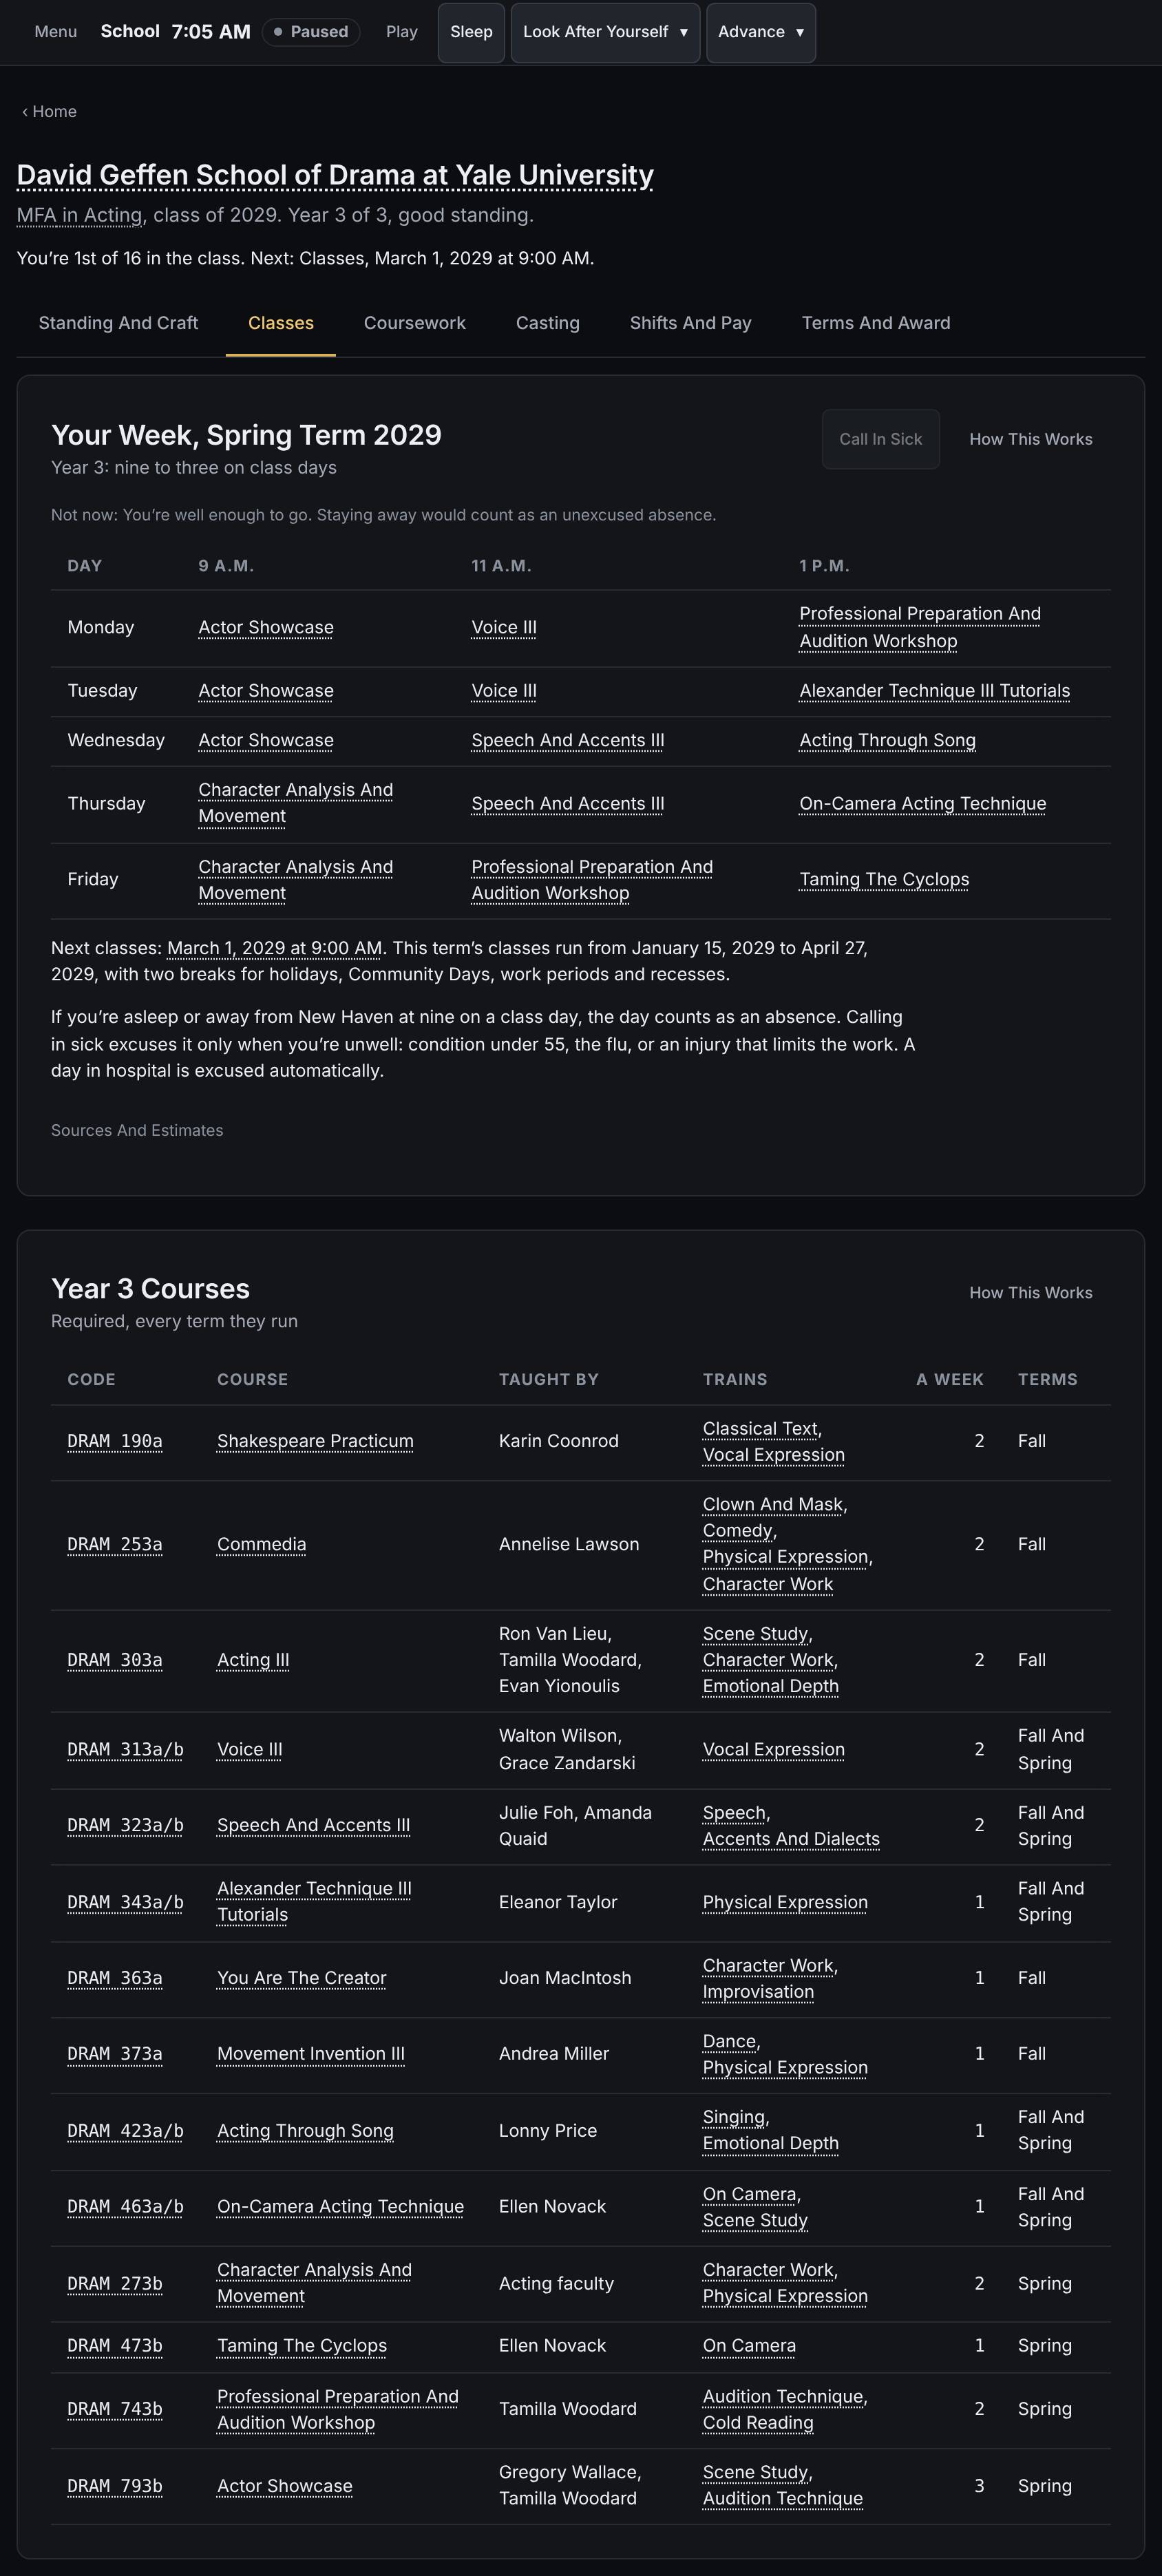 Menu School 7:05 AM Paused Play Sleep Look After Yourself ▾ Advance ▾
‹ Home
David Geffen School of Drama at Yale University
MFA in Acting, class of 2029. Year 3 of 3, good standing.
You’re 1st of 16 in the class. Next: Classes, March 1, 2029 at 9:00 AM.
Standing And Craft Classes Coursework Casting Shifts And Pay Terms And Award
Your Week, Spring Term 2029
Call In Sick How This Works
Year 3: nine to three on class days
Not now: You’re well enough to go. Staying away would count as an unexcused absence.
DAY 9 A.M. 11 A.M. 1 P.M.
Monday Actor Showcase Voice III Professional Preparation And
Audition Workshop
Tuesday Actor Showcase Voice III Alexander Technique III Tutorials
Wednesday Actor Showcase Speech And Accents III Acting Through Song
Thursday Character Analysis And
Movement Speech And Accents III On-Camera Acting Technique
Friday Character Analysis And
Movement Professional Preparation And
Audition Workshop Taming The Cyclops
Next classes: March 1, 2029 at 9:00 AM. This term’s classes run from January 15, 2029 to April 27,
2029, with two breaks for holidays, Community Days, work periods and recesses.
If you’re asleep or away from New Haven at nine on a class day, the day counts as an absence. Calling
in sick excuses it only when you’re unwell: condition under 55, the flu, or an injury that limits the work. A
day in hospital is excused automatically.
Sources And Estimates
Year 3 Courses
How This Works
Required, every term they run
CODE COURSE TAUGHT BY TRAINS A WEEK TERMS
DRAM 190a Shakespeare Practicum Karin Coonrod Classical Text,
Vocal Expression 2 Fall
DRAM 253a Commedia Annelise Lawson Clown And Mask,
Comedy,
Physical Expression,
Character Work 2 Fall
DRAM 303a Acting III Ron Van Lieu,
Tamilla Woodard,
Evan Yionoulis Scene Study,
Character Work,
Emotional Depth 2 Fall
DRAM 313a/b Voice III Walton Wilson,
Grace Zandarski Vocal Expression 2 Fall And
Spring
DRAM 323a/b Speech And Accents III Julie Foh, Amanda
Quaid Speech,
Accents And Dialects 2 Fall And
Spring
DRAM 343a/b Alexander Technique III
Tutorials Eleanor Taylor Physical Expression 1 Fall And
Spring
DRAM 363a You Are The Creator Joan MacIntosh Character Work,
Improvisation 1 Fall
DRAM 373a Movement Invention III Andrea Miller Dance,
Physical Expression 1 Fall
DRAM 423a/b Acting Through Song Lonny Price Singing,
Emotional Depth 1 Fall And
Spring
DRAM 463a/b On-Camera Acting Technique Ellen Novack On Camera,
Scene Study 1 Fall And
Spring
DRAM 273b Character Analysis And
Movement Acting faculty Character Work,
Physical Expression 2 Spring
DRAM 473b Taming The Cyclops Ellen Novack On Camera 1 Spring
DRAM 743b Professional Preparation And
Audition Workshop Tamilla Woodard Audition Technique,
Cold Reading 2 Spring
DRAM 793b Actor Showcase Gregory Wallace,
Tamilla Woodard Scene Study,
Audition Technique 3 Spring